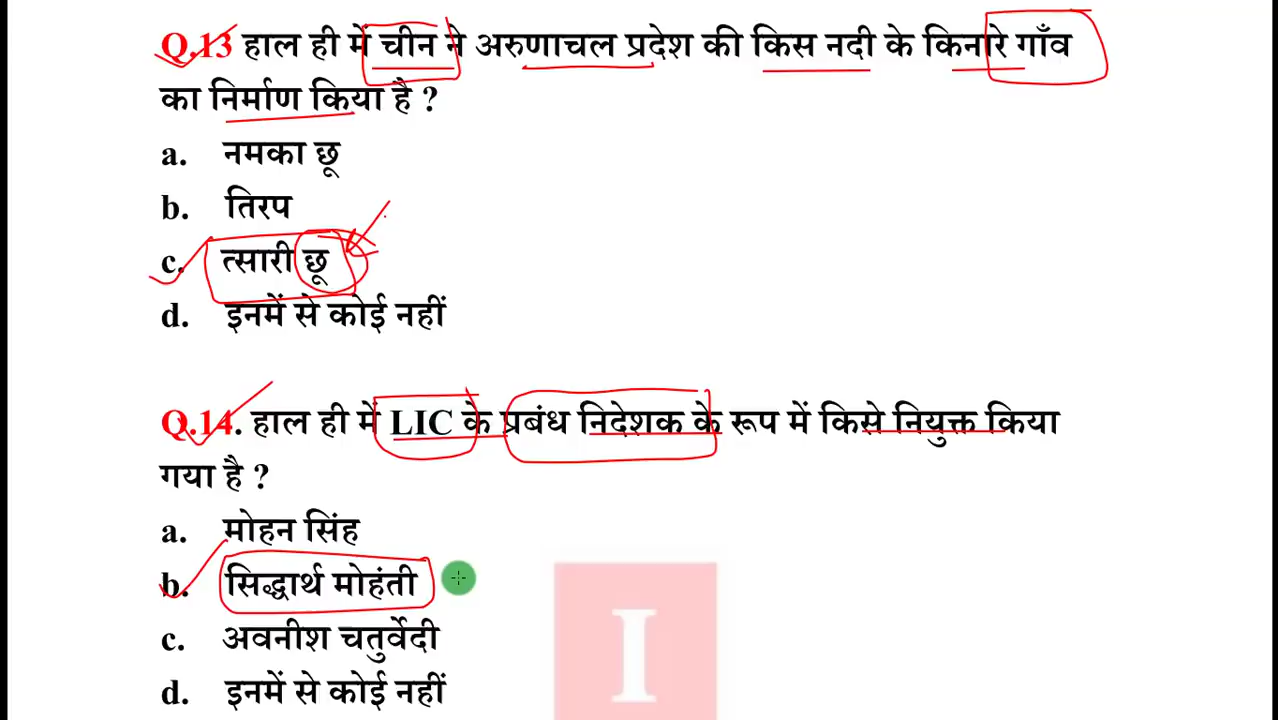 Q.13 हाल ही में चीन ने अरुणाचल प्रदेश की किस नदी के किनारे गाँव
का निर्माण किया है ?
a. नमका छू
b. तिरप
c. त्सारी छू
d. इनमें से कोई नहीं
Q.14. हाल ही में LIC के प्रबंध निदेशक के रूप में किसे नियुक्त किया
गया है ?
a. मोहन सिंह
b. सिद्धार्थ मोहंती
c. अवनीश चतुर्वेदी
d. इनमें से कोई नहीं
I